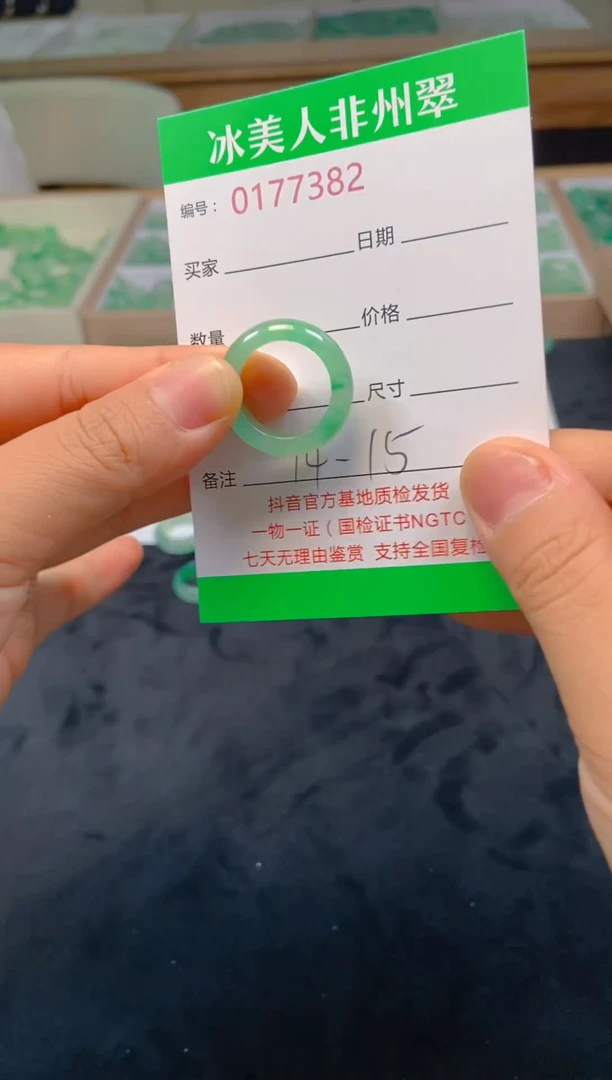 冰美人非州翠
编号：0177382
买家 日期
数量 价格
尺寸
备注 14-15
抖音官方基地质检发货
一物一证（国检证书NGTC
七天无理由鉴赏 支持全国复检